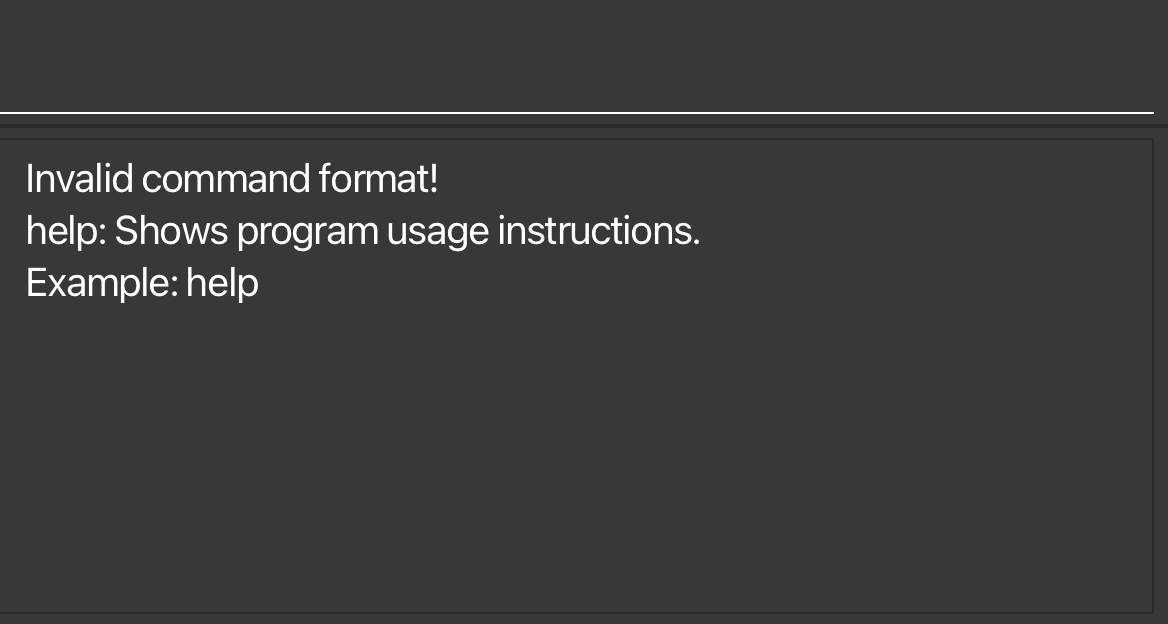 Invalid command format!
help: Shows program usage instructions.
Example: help